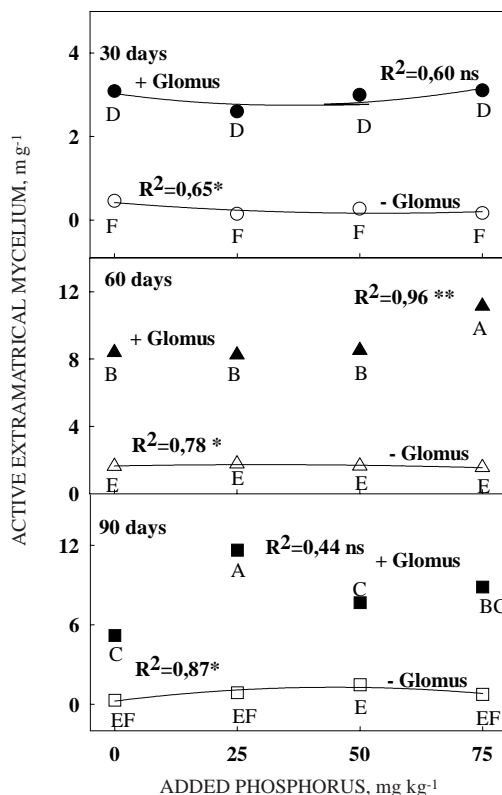 ACTIVE EXTRAMATRICAL MYCELIUM, m g-1
30 days
+ Glomus
R2=0,60 ns
4
D
D
D
D
2
R2=0,65*
- Glomus
0
F
F
F
F
60 days
12
R2=0,96 **
+ Glomus
A
8
B
B
B
4
R2=0,78 *
- Glomus
0
E
E
E
E
90 days
12
R2=0,44 ns
+ Glomus
A
8
C
BC
C
4
R2=0,87*
- Glomus
0
EF
EF
E
EF
0 25 50 75
ADDED PHOSPHORUS, mg kg-1